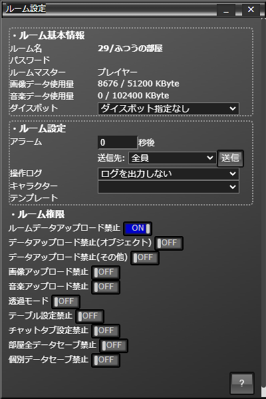 ルーム設定
・ルーム基本情報
ルーム名 29/ふつうの部屋
パスワード
ルームマスター プレイヤー
画像データ使用量 8676 / 51200 KByte
音楽データ使用量 0 / 102400 KByte
ダイスボット ダイスボット指定なし
・ルーム設定
アラーム 0 秒後
送信先: 全員 送信
操作ログ ログを出力しない
キャラクター
テンプレート
・ルーム権限
ルームデータアップロード禁止 ON
データアップロード禁止(オブジェクト) OFF
データアップロード禁止(その他) OFF
画像アップロード禁止 OFF
音楽アップロード禁止 OFF
透過モード OFF
テーブル設定禁止 OFF
チャットタブ設定禁止 OFF
部屋全データセーブ禁止 OFF
個別データセーブ禁止 OFF
?